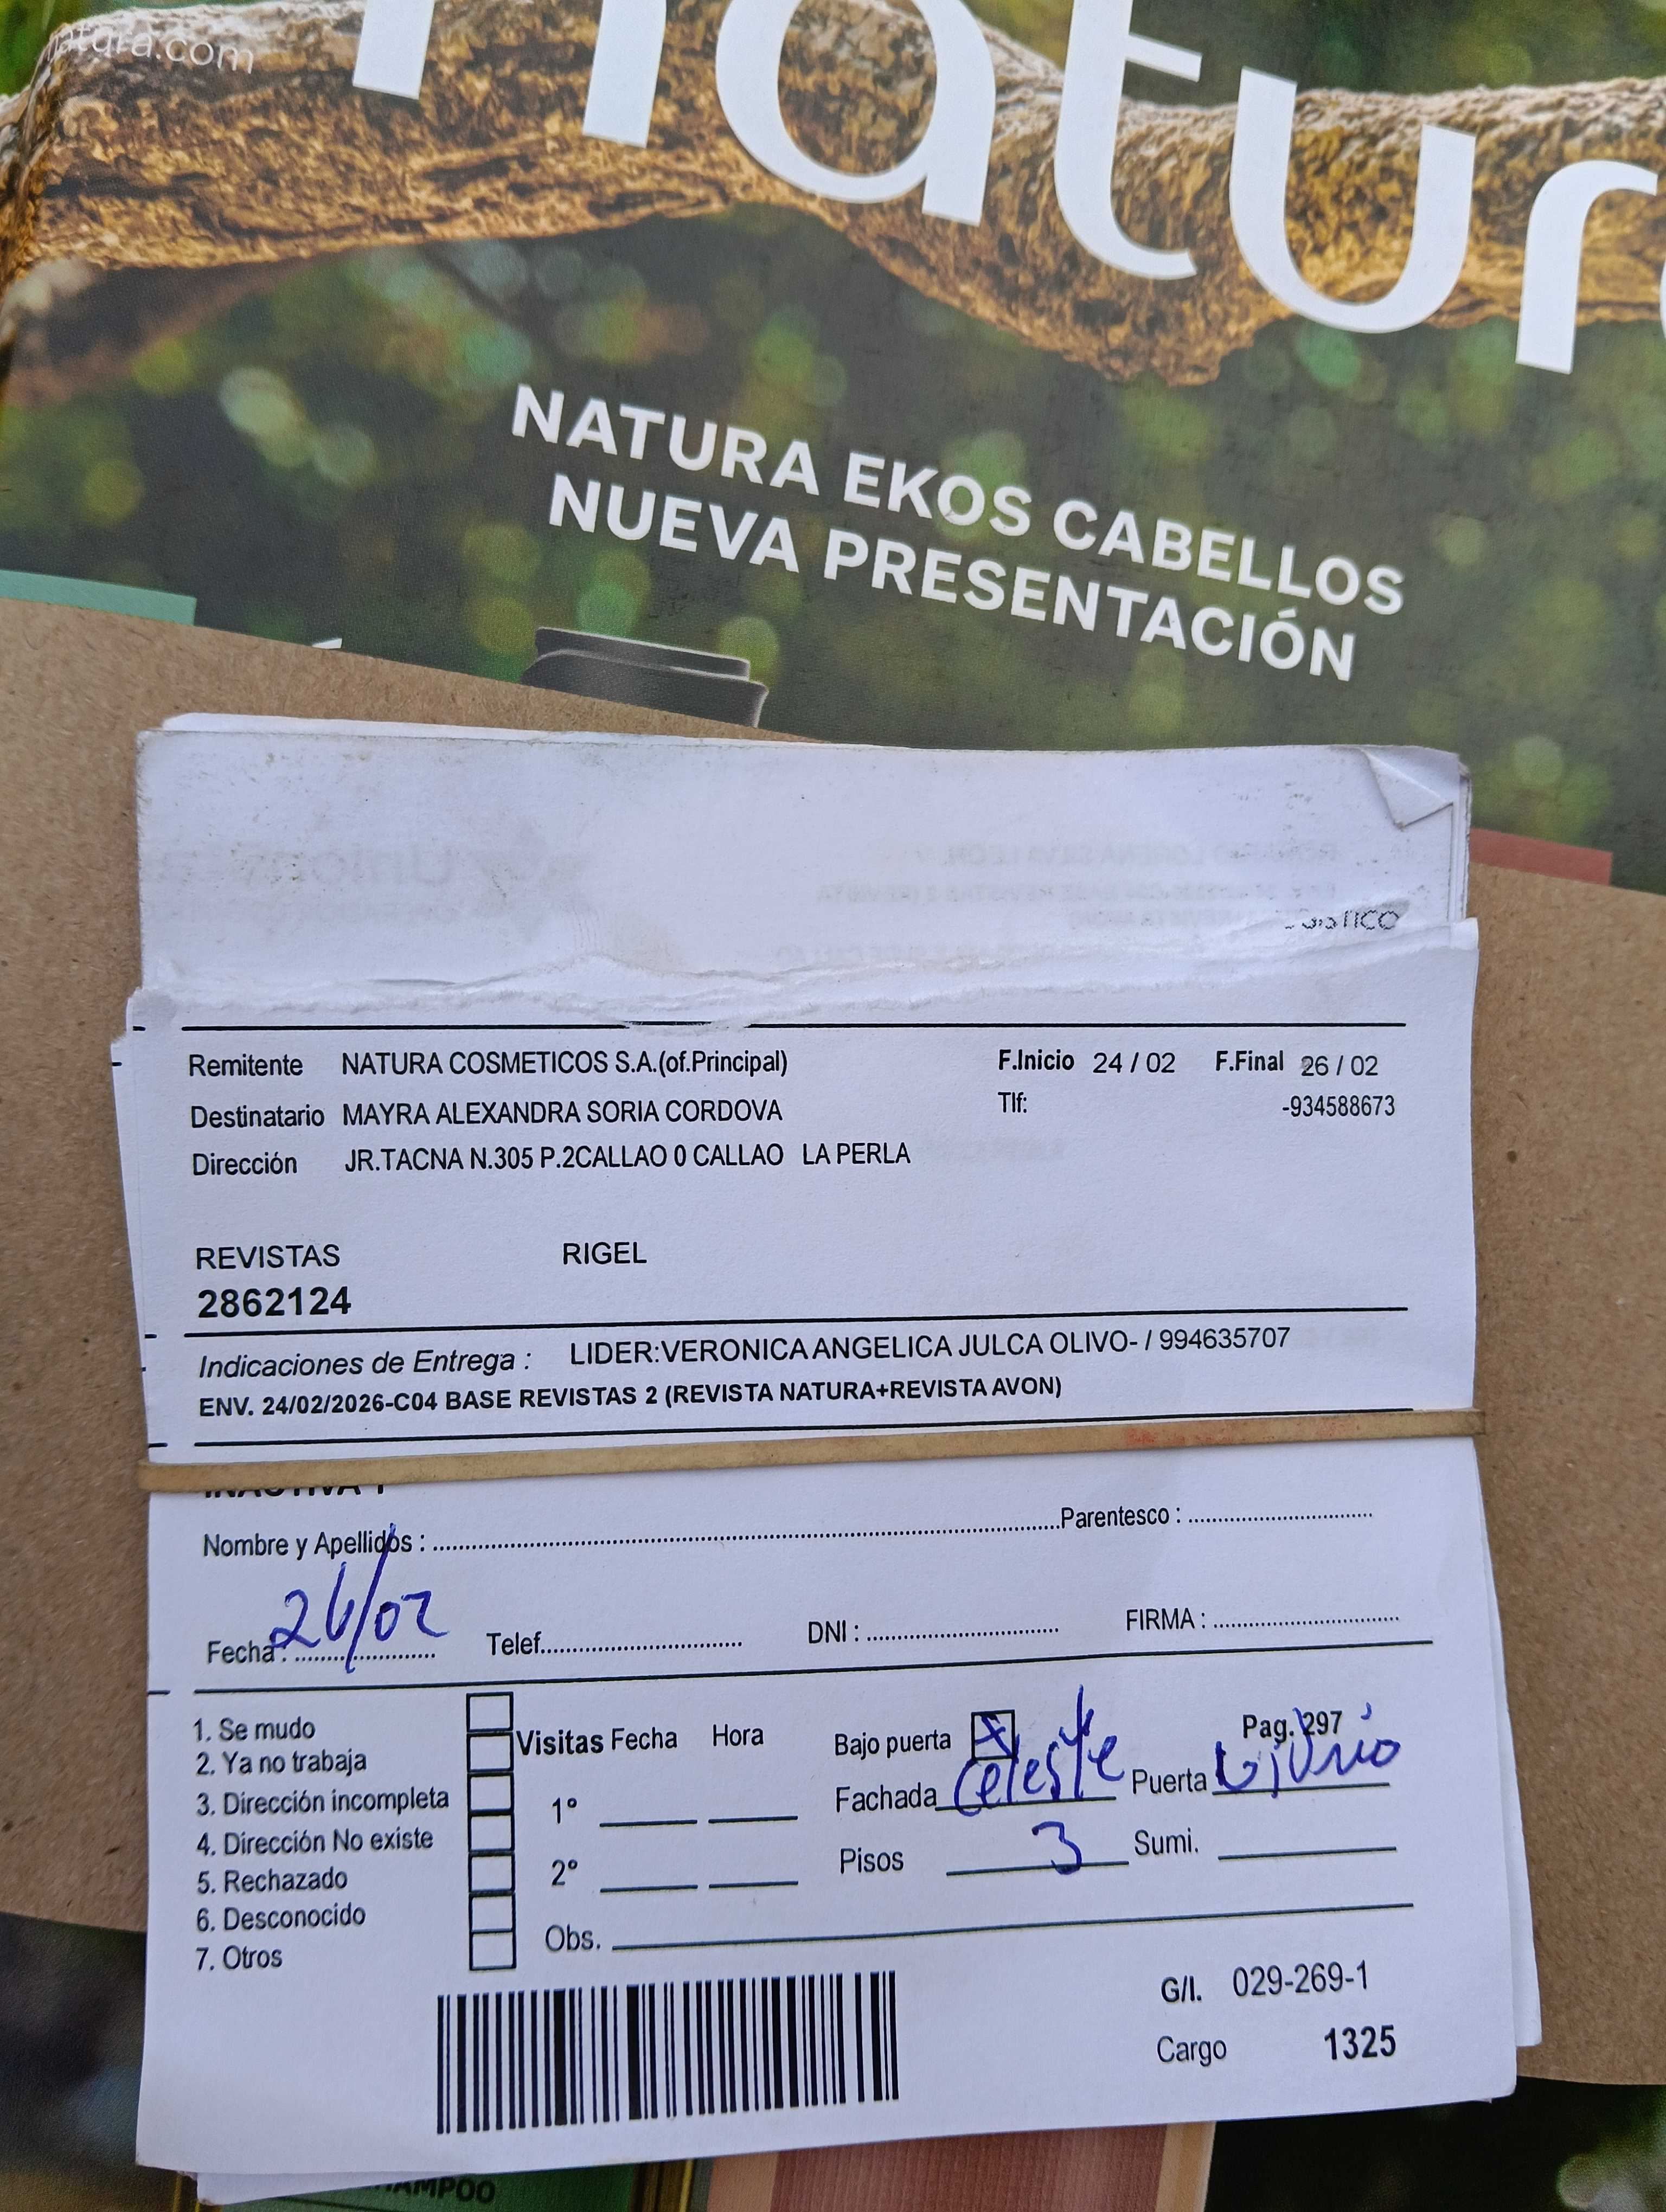 natura.com
natur
NATURA EKOS CABELLOS
NUEVA PRESENTACIÓN
Remitente NATURA COSMETICOS S.A.(of.Principal) F.Inicio 24 / 02 F.Final 26 / 02
Destinatario MAYRA ALEXANDRA SORIA CORDOVA Tlf: -934588673
Dirección JR.TACNA N.305 P.2CALLAO 0 CALLAO LA PERLA
REVISTAS RIGEL
2862124
Indicaciones de Entrega : LIDER:VERONICA ANGELICA JULCA OLIVO- / 994635707
ENV. 24/02/2026-C04 BASE REVISTAS 2 (REVISTA NATURA+REVISTA AVON)
INACTIVA 1
Nombre y Apellidos : Parentesco :
Fecha : 26/02 Telef. DNI : FIRMA :
1. Se mudo
2. Ya no trabaja
3. Dirección incompleta
4. Dirección No existe
5. Rechazado
6. Desconocido
7. Otros
Visitas Fecha Hora
1°
2°
Obs.
Bajo puerta X Pag. 297
Fachada Celeste Puerta Vidrio
Pisos 3 Sumi.
G/I. 029-269-1
Cargo 1325